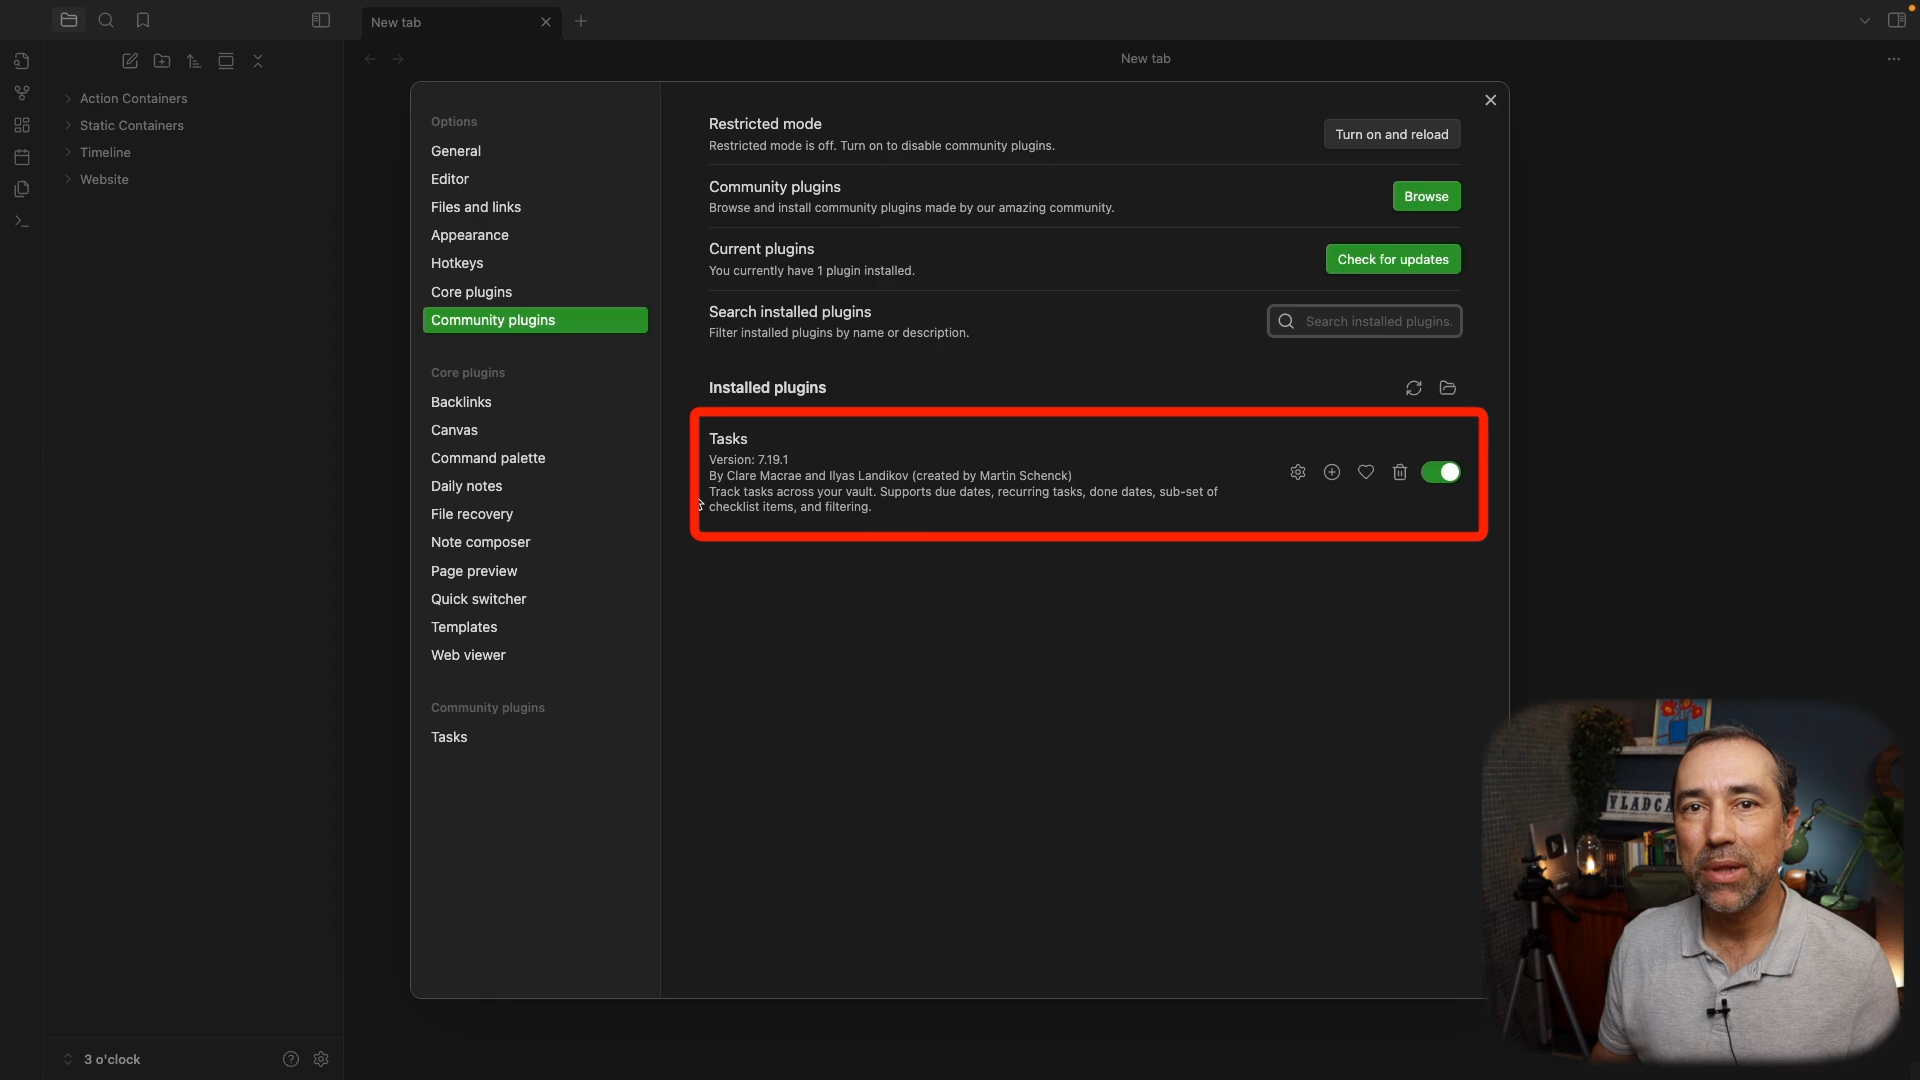 New tab
New tab
Action Containers
Static Containers
Timeline
Website
3 o'clock
Options
General
Editor
Files and links
Appearance
Hotkeys
Core plugins
Community plugins
Core plugins
Backlinks
Canvas
Command palette
Daily notes
File recovery
Note composer
Page preview
Quick switcher
Templates
Web viewer
Community plugins
Tasks
Restricted mode
Restricted mode is off. Turn on to disable community plugins.
Turn on and reload
Community plugins
Browse and install community plugins made by our amazing community.
Browse
Current plugins
You currently have 1 plugin installed.
Check for updates
Search installed plugins
Filter installed plugins by name or description.
Search installed plugins.
Installed plugins
Tasks
Version: 7.19.1
By Clare Macrae and Ilyas Landikov (created by Martin Schenck)
Track tasks across your vault. Supports due dates, recurring tasks, done dates, sub-set of
checklist items, and filtering.